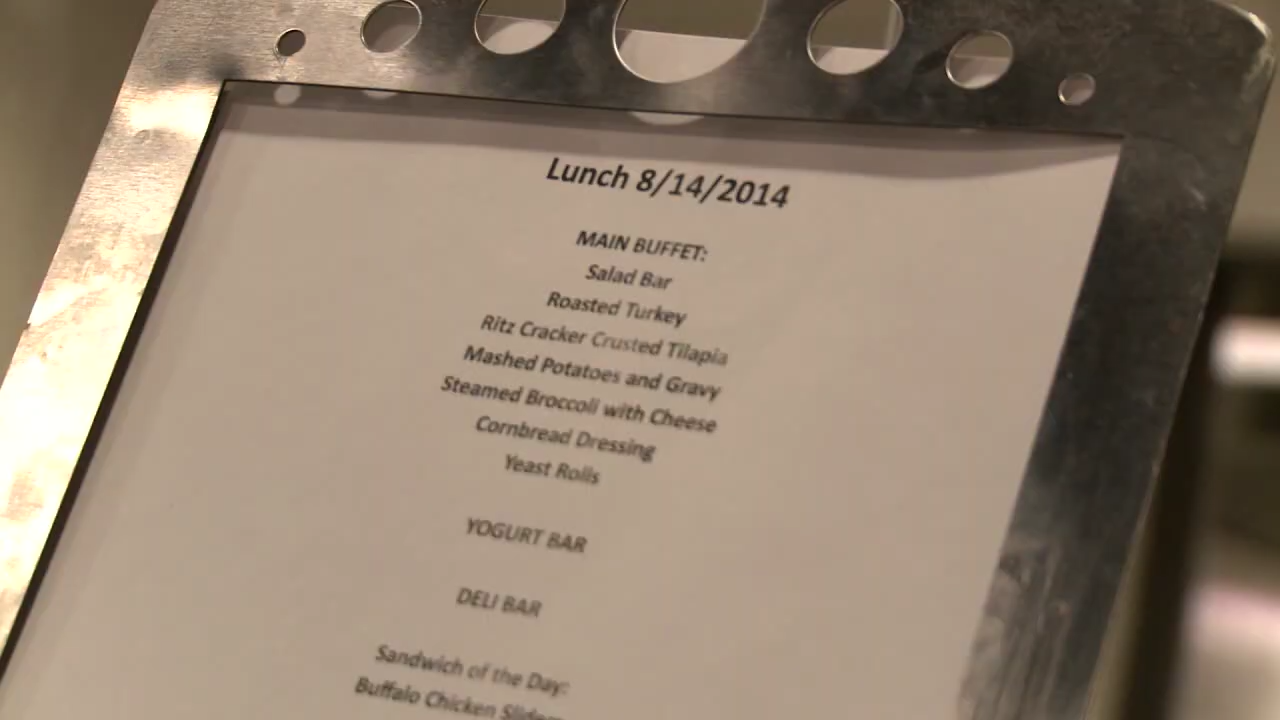 Lunch 8/14/2014
MAIN BUFFET:
Salad Bar
Roasted Turkey
Ritz Cracker Crusted Tilapia
Mashed Potatoes and Gravy
Steamed Broccoli with Cheese
Cornbread Dressing
Yeast Rolls
YOGURT BAR
DELI BAR
Sandwich of the Day:
Buffalo Chicken Sliders